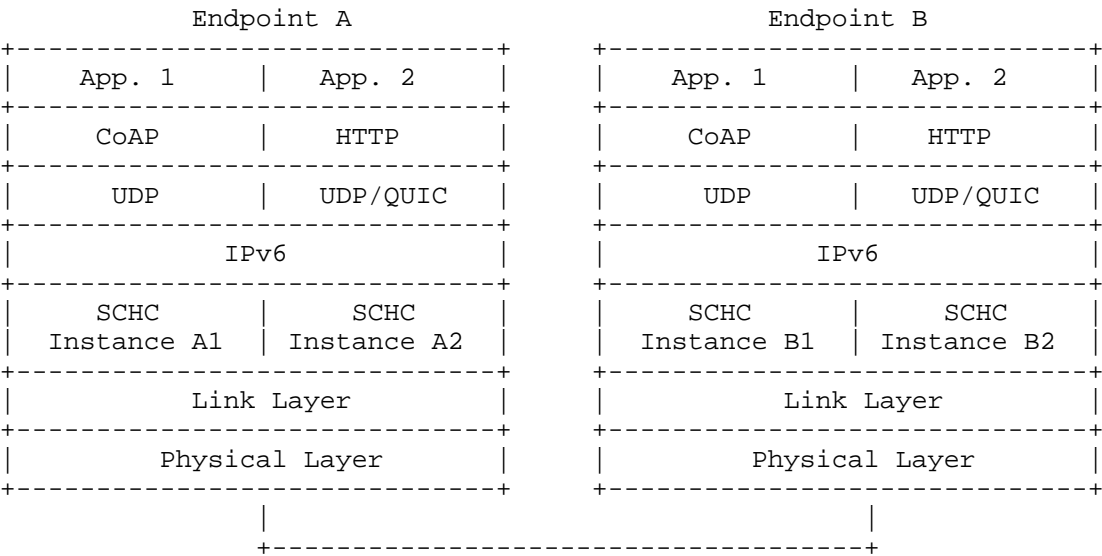 Endpoint A Endpoint B
App. 1 | App. 2 App. 1 | App. 2
CoAP | HTTP CoAP | HTTP
UDP | UDP/QUIC UDP | UDP/QUIC
IPv6 IPv6
SCHC | SCHC SCHC | SCHC
Instance A1 | Instance A2 Instance B1 | Instance B2
Link Layer Link Layer
Physical Layer Physical Layer